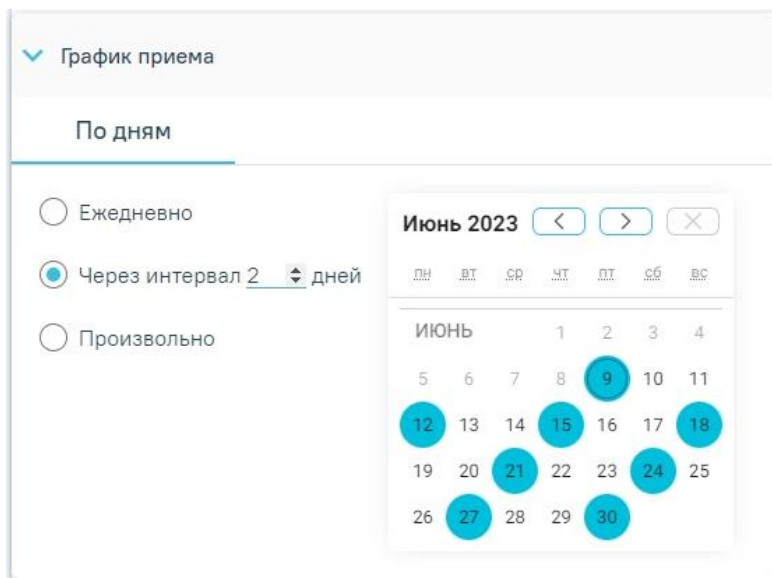 График приема
По дням
Ежедневно
Через интервал 2 дней
Произвольно
Июнь 2023
пн вт ср чт пт сб вс
ИЮНЬ 1 2 3 4
5 6 7 8 9 10 11
12 13 14 15 16 17 18
19 20 21 22 23 24 25
26 27 28 29 30